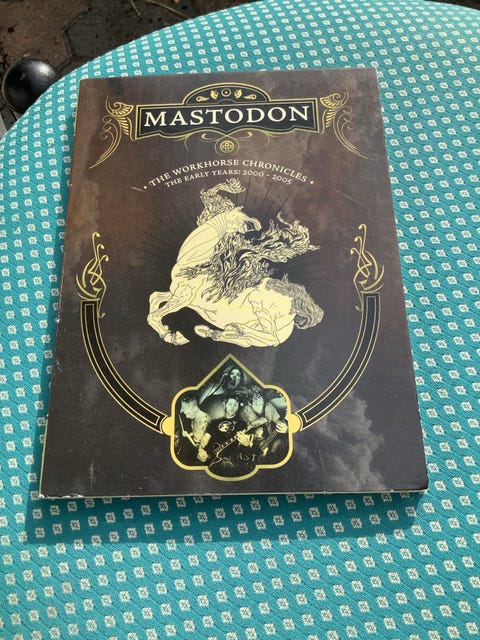 MASTODON
• THE WORKHORSE CHRONICLES •
THE EARLY YEARS: 2000 - 2005